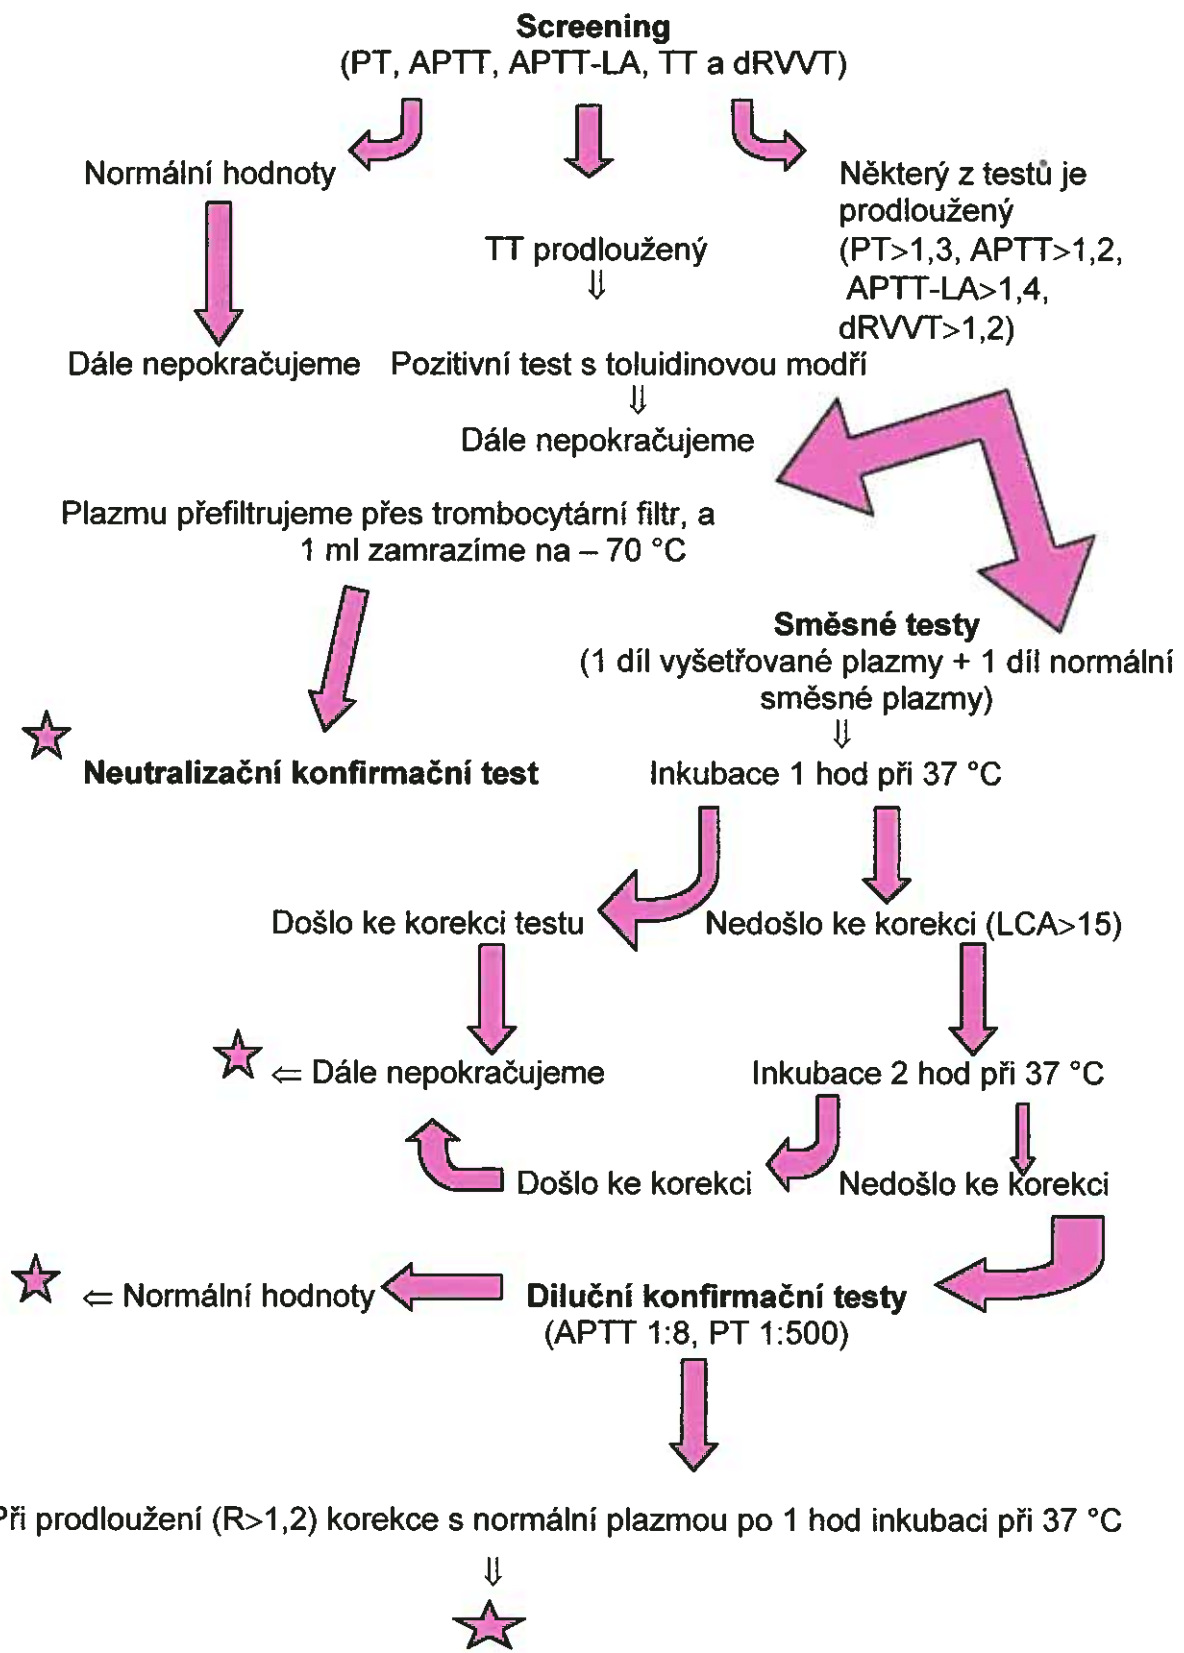 Screening
(PT, APTT, APTT-LA, TT a dRVVT)
Normální hodnoty
Některý z testů je
prodloužený
(PT>1,3, APTT>1,2,
APTT-LA>1,4,
dRVVT>1,2)
TT prodloužený
⇓
Dále nepokračujeme
Pozitivní test s toluidinovou modří
⇓
Dále nepokračujeme
Plazmu přefiltrujeme přes trombocytární filtr, a
1 ml zamrazíme na – 70 °C
Směsné testy
(1 díl vyšetřované plazmy + 1 díl normální
směsné plazmy)
⇓
Neutralizační konfirmační test
Inkubace 1 hod při 37 °C
Došlo ke korekci testu
Nedošlo ke korekci (LCA>15)
⇐ Dále nepokračujeme
Inkubace 2 hod při 37 °C
Došlo ke korekci
Nedošlo ke korekci
⇐ Normální hodnoty
Diluční konfirmační testy
(APTT 1:8, PT 1:500)
Při prodloužení (R>1,2) korekce s normální plazmou po 1 hod inkubaci při 37 °C
⇓